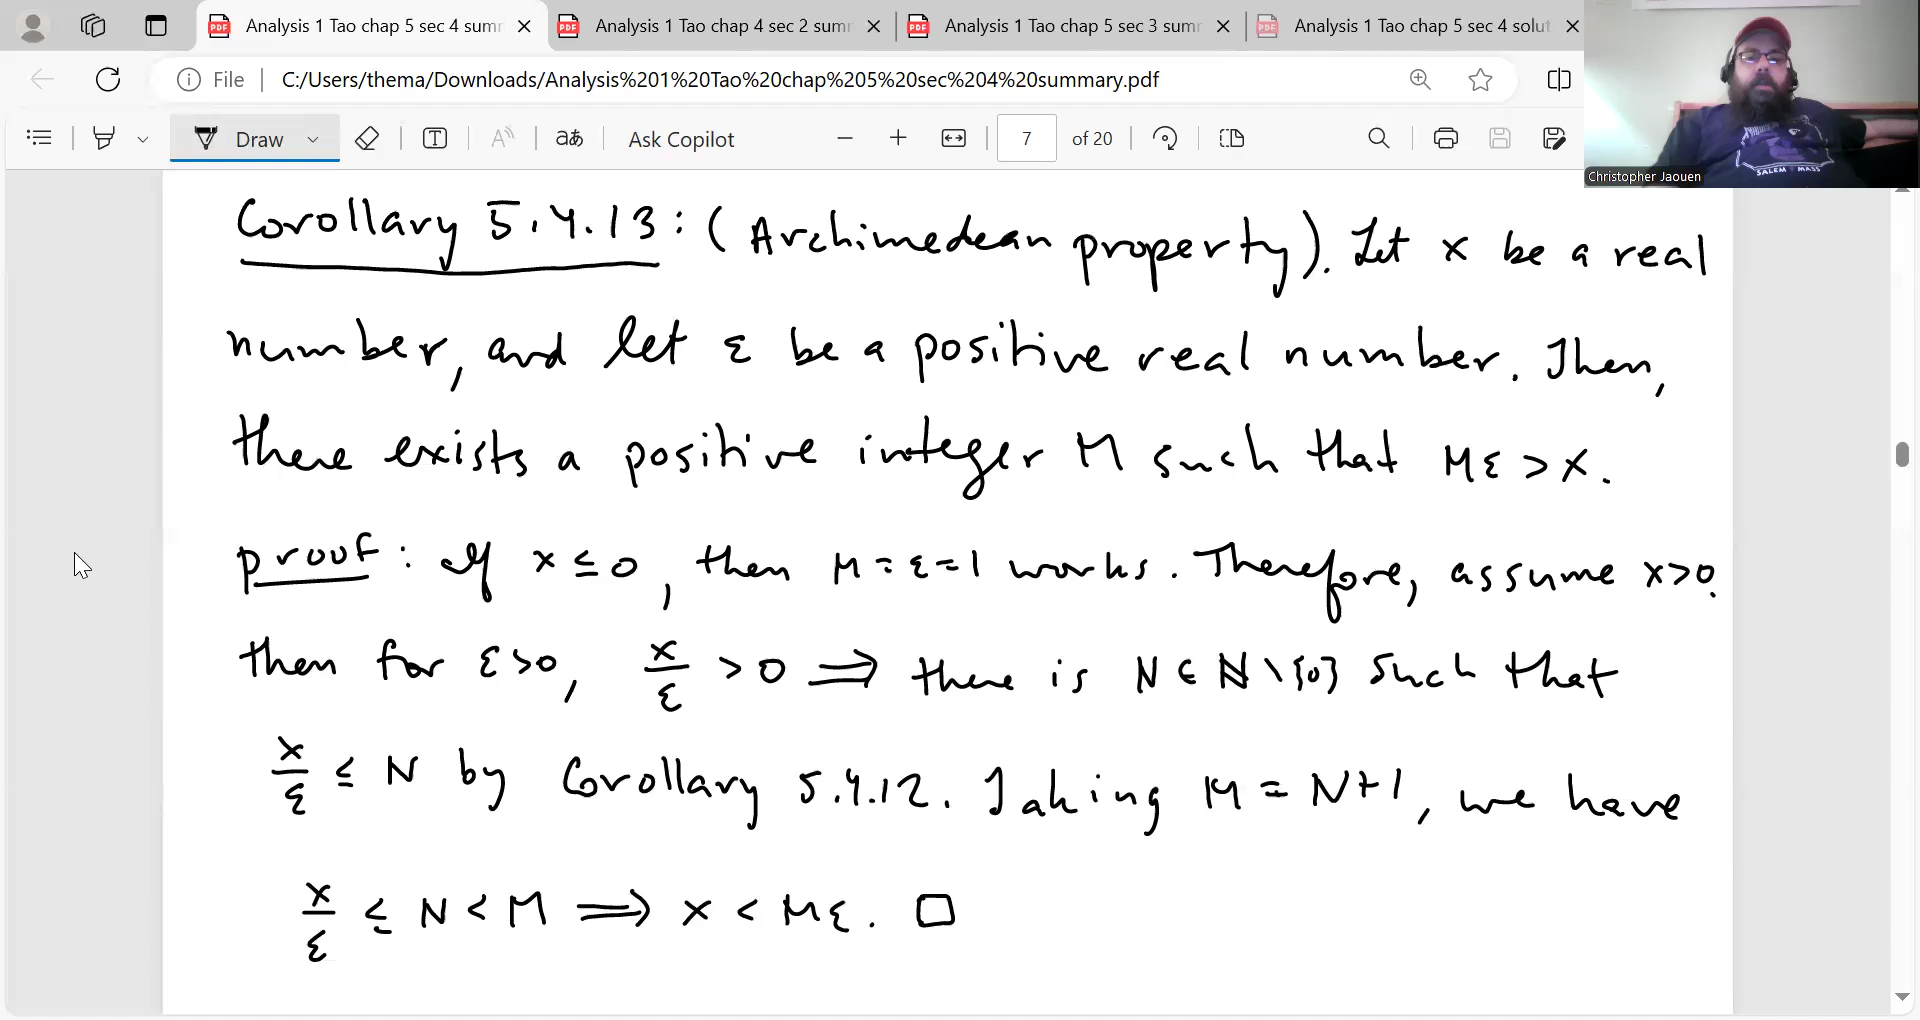 Analysis 1 Tao chap 5 sec 4 sumr
Analysis 1 Tao chap 4 sec 2 summ
Analysis 1 Tao chap 5 sec 3 sumr
Analysis 1 Tao chap 5 sec 4 solut
File C:/Users/thema/Downloads/Analysis%201%20Tao%20chap%205%20sec%204%20summary.pdf
Draw
Ask Copilot
7 of 20
Christopher Jaouen
SALEM MASS
Corollary 5.4.13: (Archimedean property). Let x be a real
number, and let ε be a positive real number. Then,
there exists a positive integer M such that Mε > x.
proof: If x ≤ 0, then M = ε = 1 works. Therefore, assume x > 0.
then for ε > 0, x/ε > 0 ⟹ there is N ∈ ℕ \ {0} such that
x/ε ≤ N by Corollary 5.4.12. Taking M = N+1, we have
x/ε ≤ N < M ⟹ x < Mε. □